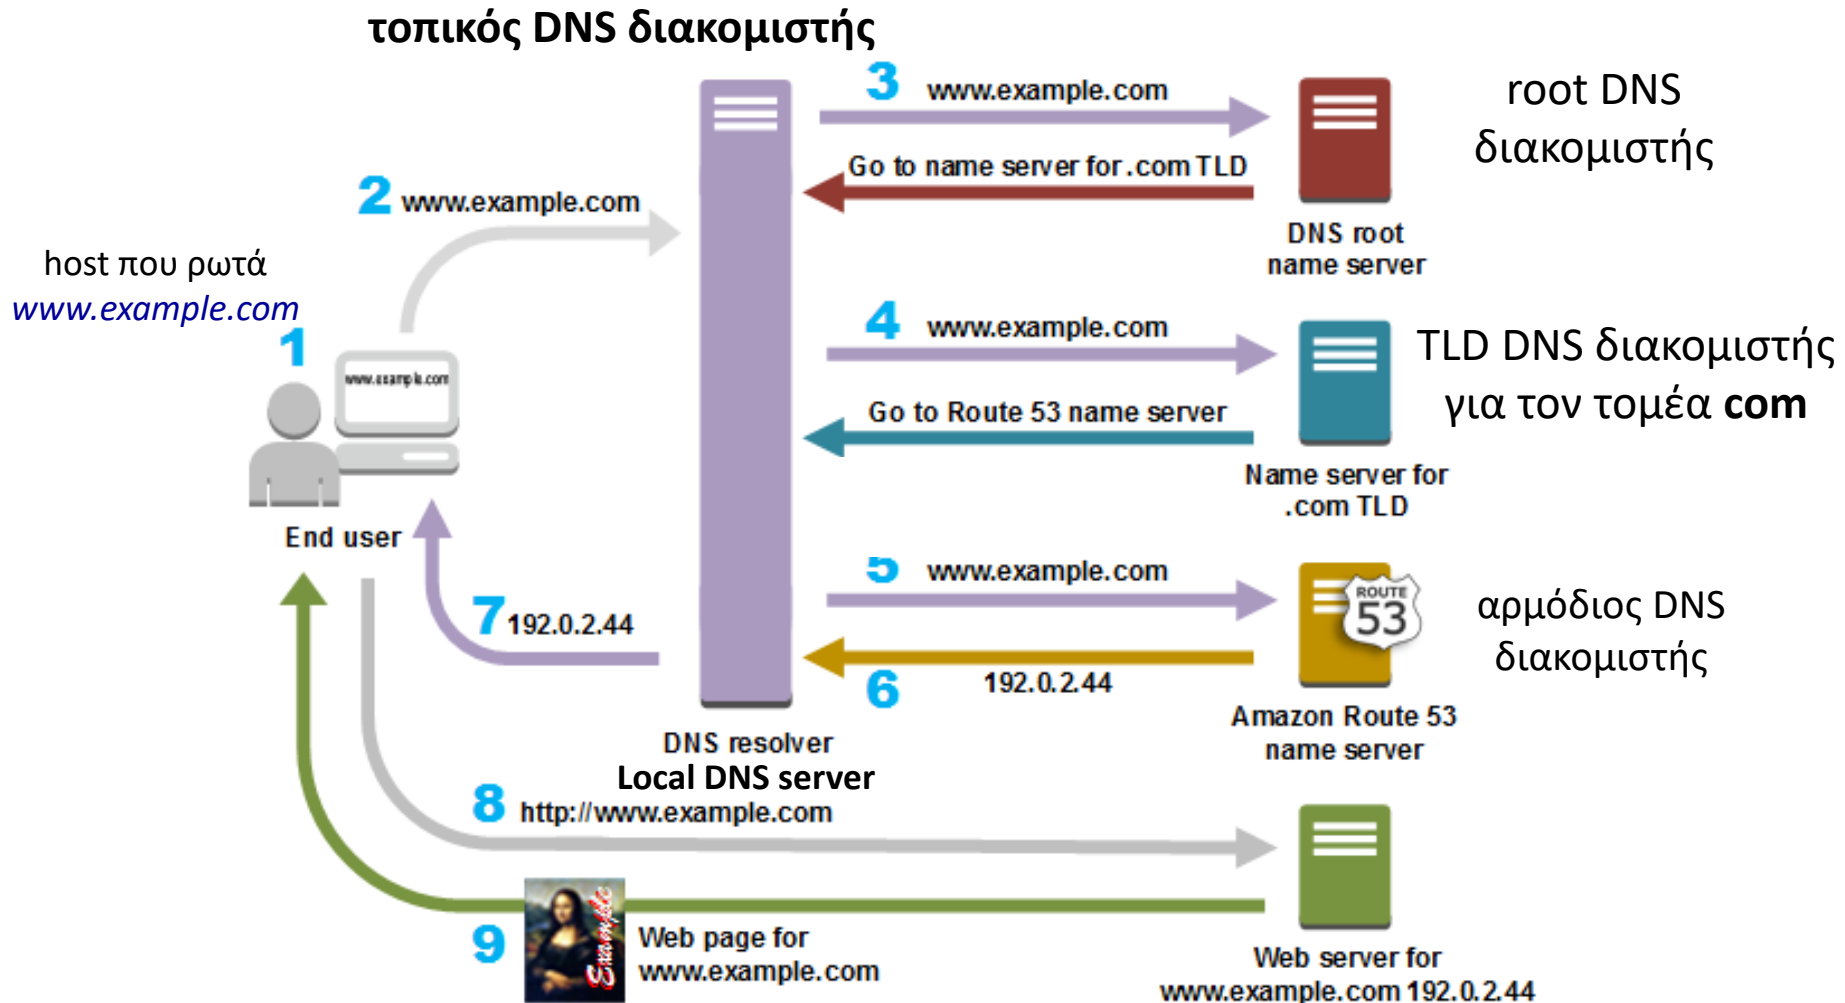 τοπικός DNS διακομιστής
3 www.example.com
root DNS
διακομιστής
Go to name server for .com TLD
2 www.example.com
DNS root
name server
host που ρωτά
www.example.com
1
www.example.com
4 www.example.com
TLD DNS διακομιστής
για τον τομέα com
Go to Route 53 name server
Name server for
.com TLD
End user
5 www.example.com
ROUTE
53
αρμόδιος DNS
διακομιστής
7 192.0.2.44
6 192.0.2.44
Amazon Route 53
name server
DNS resolver
Local DNS server
8 http://www.example.com
9
Example
Web page for
www.example.com
Web server for
www.example.com 192.0.2.44